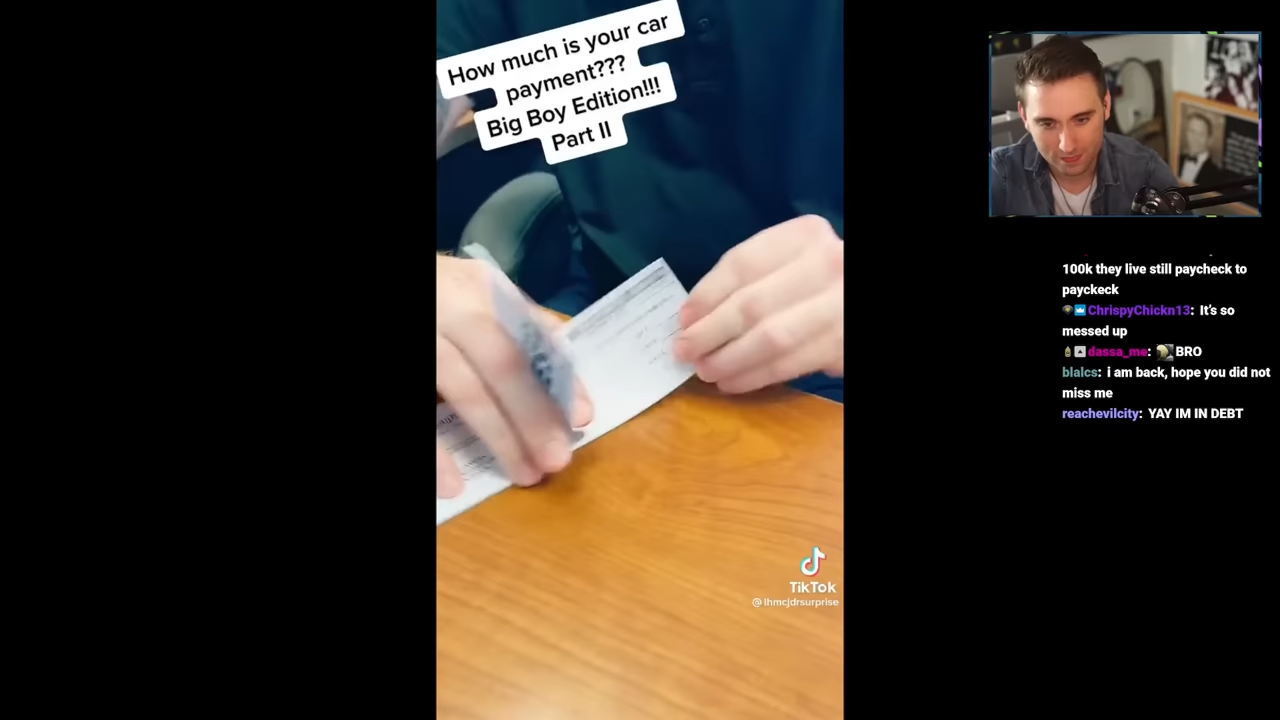 How much is your car
payment???
Big Boy Edition!!!
Part II
TikTok
@lhmcjdrsurprise
100k they live still paycheck to
payckeck
ChrispyChickn13: It's so
messed up
dassa_me: BRO
blalcs: i am back, hope you did not
miss me
reachevilcity: YAY IM IN DEBT